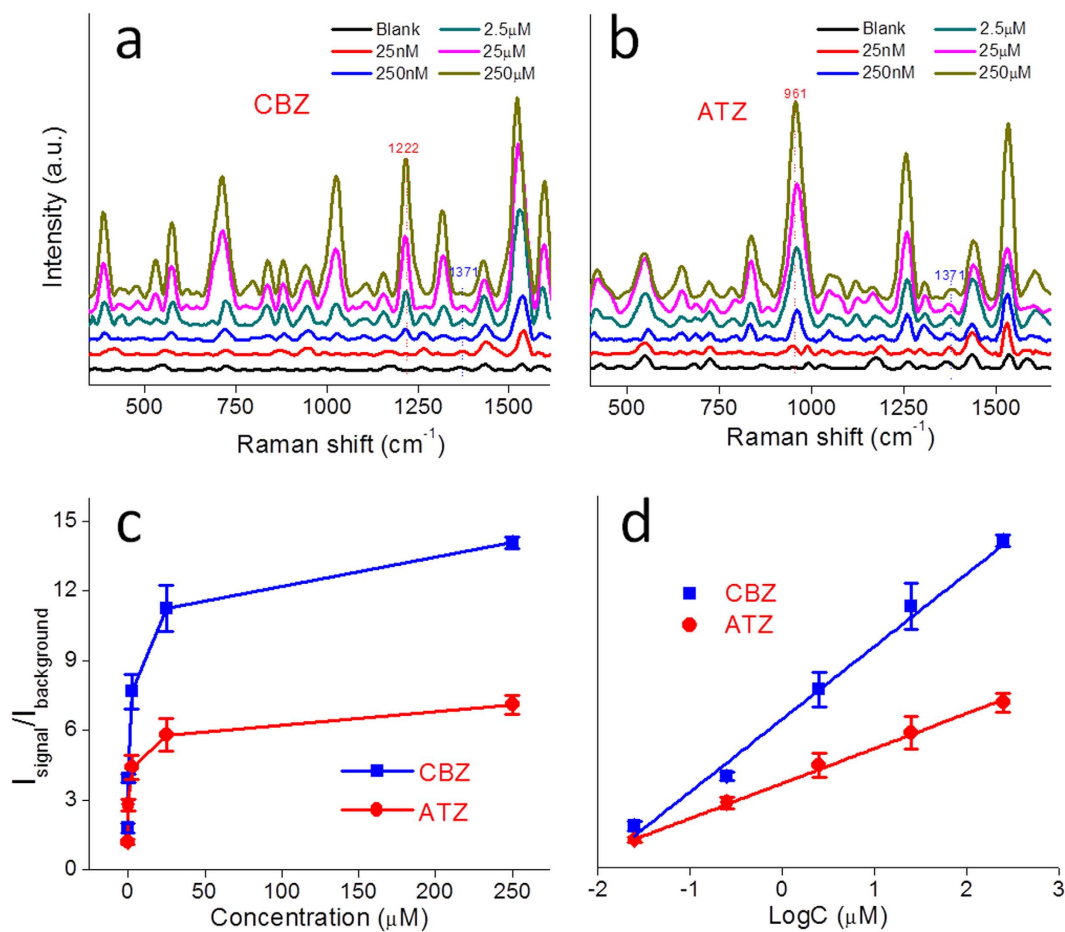 a
Blank
2.5μM
25nM
25μM
250nM
250μM
CBZ
1222
1371
Intensity (a.u.)
500
750
1000
1250
1500
Raman shift (cm-1)
b
Blank
2.5μM
25nM
25μM
250nM
250μM
ATZ
961
1371
500
750
1000
1250
1500
Raman shift (cm-1)
c
15
12
9
6
3
0
Isignal/Ibackground
CBZ
ATZ
0
50
100
150
200
250
Concentration (μM)
d
CBZ
ATZ
-2
-1
0
1
2
3
LogC (μM)